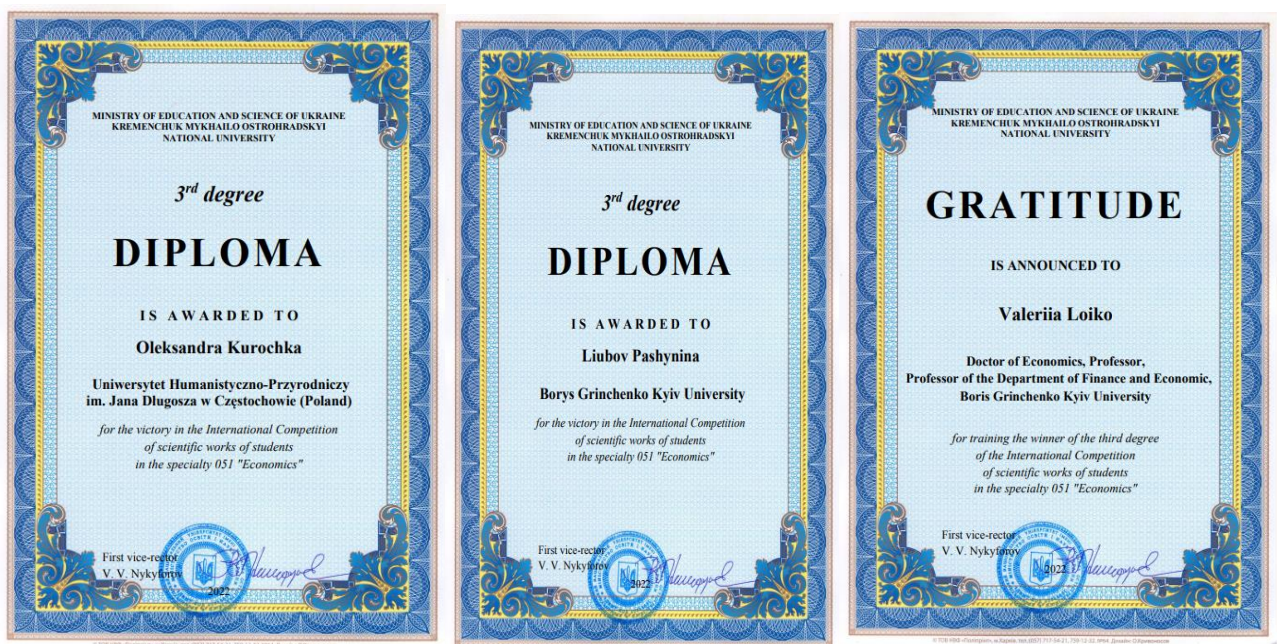 MINISTRY OF EDUCATION AND SCIENCE OF UKRAINE
KREMENCHUK MYKHAILO OSTROHRADSKYI
NATIONAL UNIVERSITY
3rd degree
DIPLOMA
IS AWARDED TO
Oleksandra Kurochka
Uniwersytet Humanistyczno-Przyrodniczy
im. Jana Długosza w Częstochowie (Poland)
for the victory in the International Competition
of scientific works of students
in the specialty 051 "Economics"
First vice-rector
V. V. Nykyforov
2022
MINISTRY OF EDUCATION AND SCIENCE OF UKRAINE
KREMENCHUK MYKHAILO OSTROHRADSKYI
NATIONAL UNIVERSITY
3rd degree
DIPLOMA
IS AWARDED TO
Liubov Pashynina
Borys Grinchenko Kyiv University
for the victory in the International Competition
of scientific works of students
in the specialty 051 "Economics"
First vice-rector
V. V. Nykyforov
2022
MINISTRY OF EDUCATION AND SCIENCE OF UKRAINE
KREMENCHUK MYKHAILO OSTROHRADSKYI
NATIONAL UNIVERSITY
GRATITUDE
IS ANNOUNCED TO
Valeriia Loiko
Doctor of Economics, Professor,
Professor of the Department of Finance and Economic,
Boris Grinchenko Kyiv University
for training the winner of the third degree
of the International Competition
of scientific works of students
in the specialty 051 "Economics"
First vice-rector
V. V. Nykyforov
2022